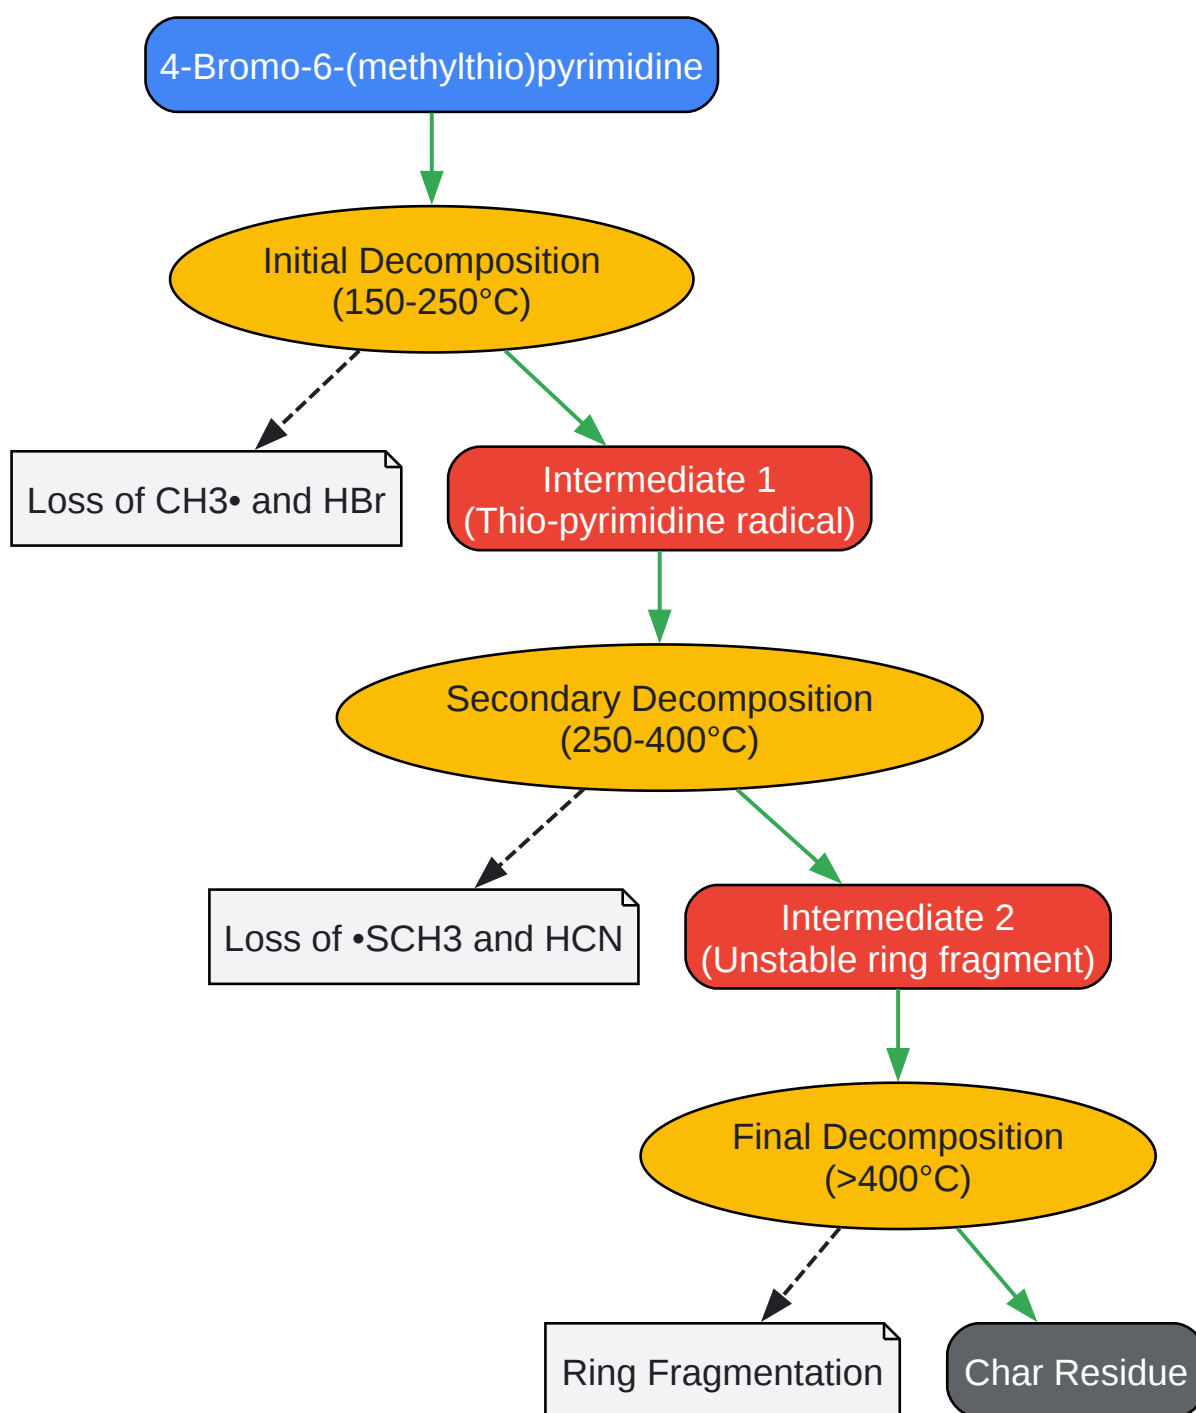 4-Bromo-6-(methylthio)pyrimidine
Initial Decomposition
(150-250°C)
Loss of CH3• and HBr
Intermediate 1
(Thio-pyrimidine radical)
Secondary Decomposition
(250-400°C)
Loss of •SCH3 and HCN
Intermediate 2
(Unstable ring fragment)
Final Decomposition
(>400°C)
Ring Fragmentation
Char Residue